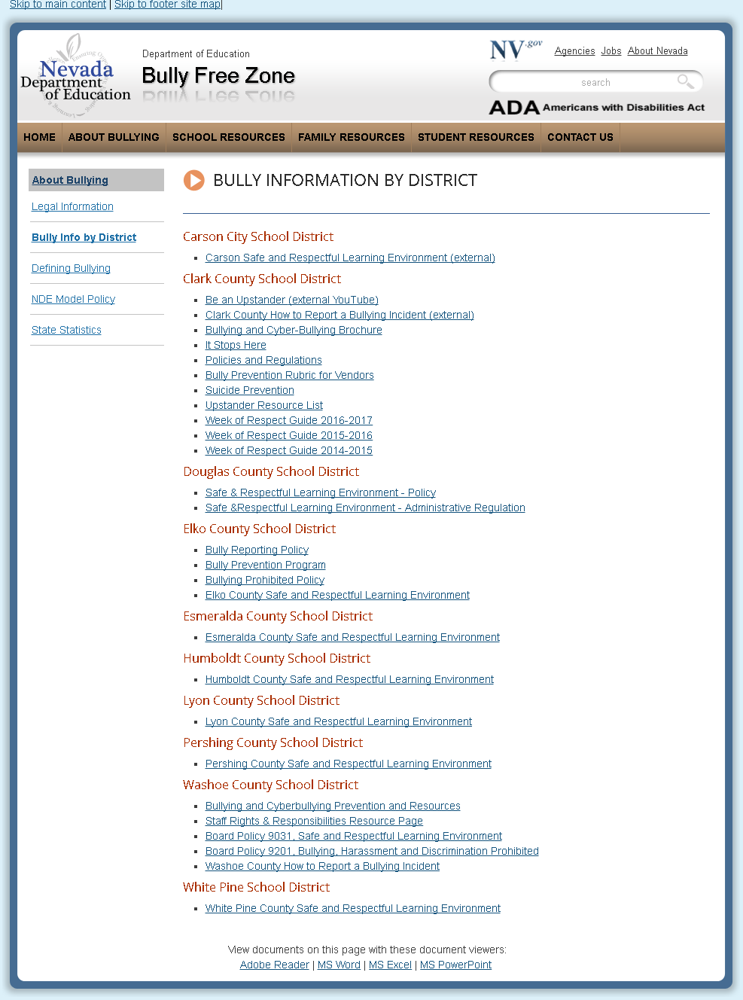 Skip to main content | Skip to footer site map|
Nevada
Department
of Education
Department of Education
Bully Free Zone
NV.gov
Agencies Jobs About Nevada
search
ADA Americans with Disabilities Act
HOME ABOUT BULLYING SCHOOL RESOURCES FAMILY RESOURCES STUDENT RESOURCES CONTACT US
About Bullying
Legal Information
Bully Info by District
Defining Bullying
NDE Model Policy
State Statistics
BULLY INFORMATION BY DISTRICT
Carson City School District
Carson Safe and Respectful Learning Environment (external)
Clark County School District
Be an Upstander (external YouTube)
Clark County How to Report a Bullying Incident (external)
Bullying and Cyber-Bullying Brochure
It Stops Here
Policies and Regulations
Bully Prevention Rubric for Vendors
Suicide Prevention
Upstander Resource List
Week of Respect Guide 2016-2017
Week of Respect Guide 2015-2016
Week of Respect Guide 2014-2015
Douglas County School District
Safe & Respectful Learning Environment - Policy
Safe &Respectful Learning Environment - Administrative Regulation
Elko County School District
Bully Reporting Policy
Bully Prevention Program
Bullying Prohibited Policy
Elko County Safe and Respectful Learning Environment
Esmeralda County School District
Esmeralda County Safe and Respectful Learning Environment
Humboldt County School District
Humboldt County Safe and Respectful Learning Environment
Lyon County School District
Lyon County Safe and Respectful Learning Environment
Pershing County School District
Pershing County Safe and Respectful Learning Environment
Washoe County School District
Bullying and Cyberbullying Prevention and Resources
Staff Rights & Responsibilities Resource Page
Board Policy 9031, Safe and Respectful Learning Environment
Board Policy 9201, Bullying, Harassment and Discrimination Prohibited
Washoe County How to Report a Bullying Incident
White Pine School District
White Pine County Safe and Respectful Learning Environment
View documents on this page with these document viewers:
Adobe Reader | MS Word | MS Excel | MS PowerPoint